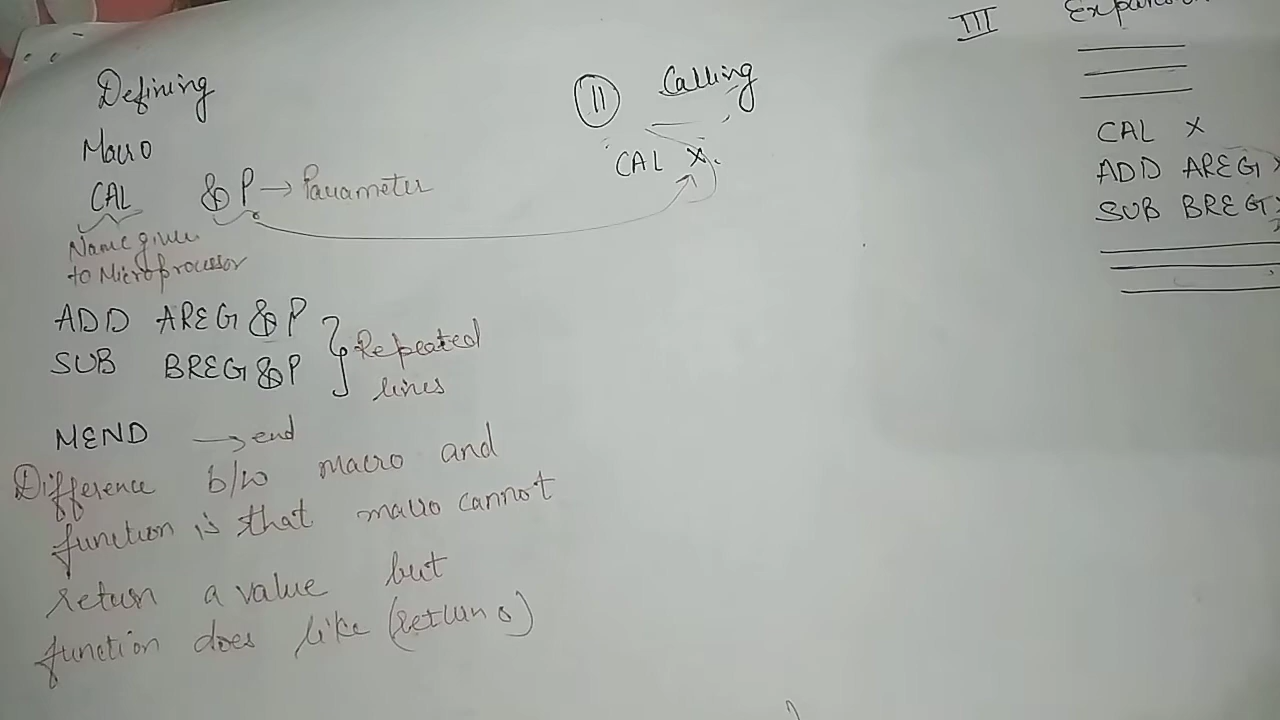 Defining
Macro
CAL &P → Parameter
Name given
to Microprocessor
ADD AREG &P
SUB BREG &P
} Repeated
lines
MEND → end
Difference b/w macro and
function is that macro cannot
return a value but
function does like (return 0)
II Calling
CAL X
III
CAL X
ADD AREG
SUB BREG